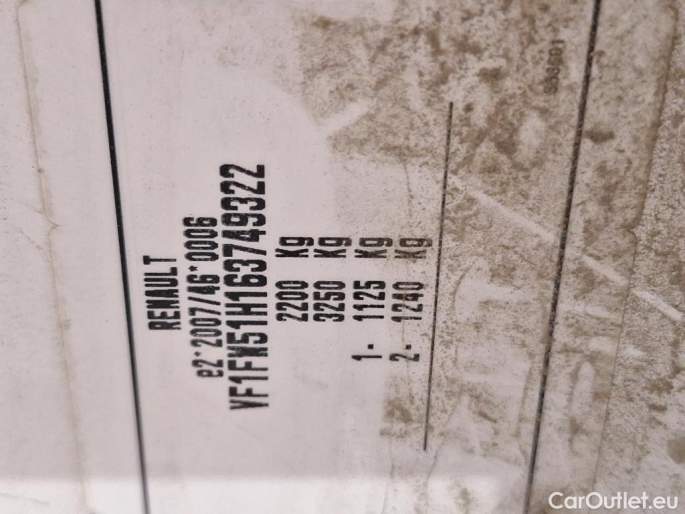 RENAULT
e2*2007/46*0006
VF1FW51H163749322
2200 Kg
3250 Kg
1- 1125 Kg
2- 1240 Kg
CarOutlet.eu